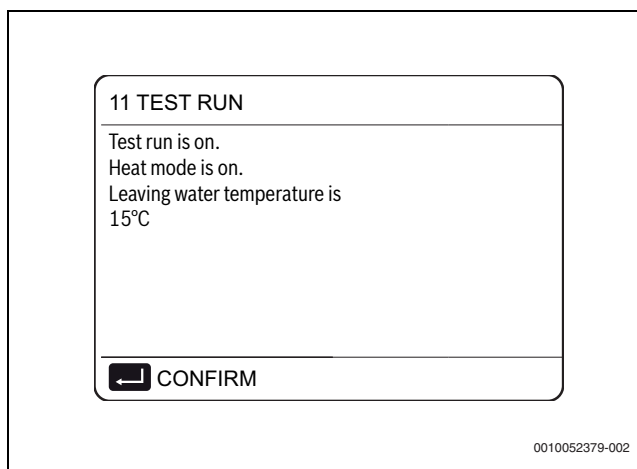 11 TEST RUN
Test run is on.
Heat mode is on.
Leaving water temperature is
15°C
CONFIRM
0010052379-002